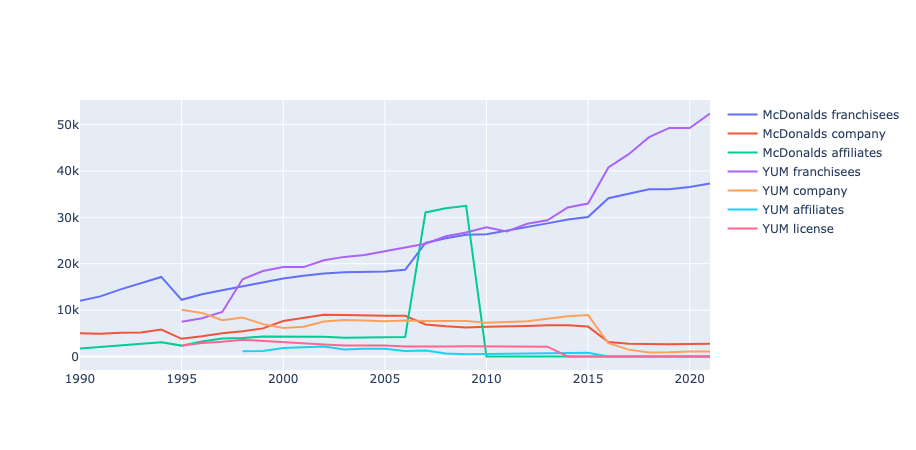 50k
40k
30k
20k
10k
0
1990
1995
2000
2005
2010
2015
2020
McDonalds franchisees
McDonalds company
McDonalds affiliates
YUM franchisees
YUM company
YUM affiliates
YUM license